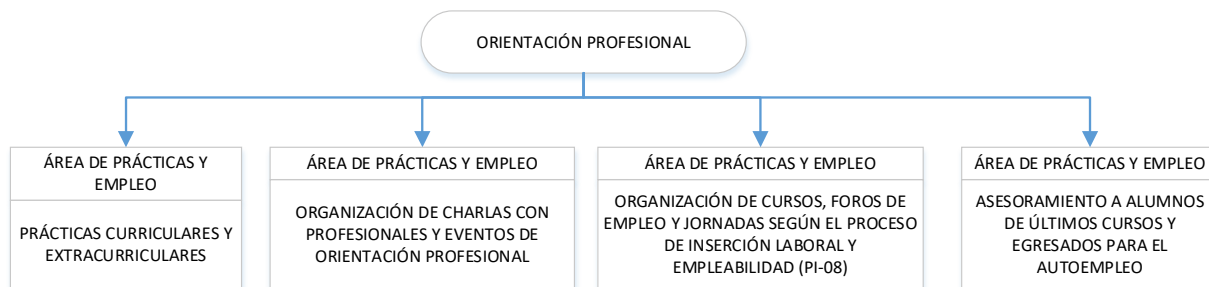 ORIENTACIÓN PROFESIONAL
ÁREA DE PRÁCTICAS Y
EMPLEO
PRÁCTICAS CURRICULARES Y
EXTRACURRICULARES
ÁREA DE PRÁCTICAS Y EMPLEO
ORGANIZACIÓN DE CHARLAS CON
PROFESIONALES Y EVENTOS DE
ORIENTACIÓN PROFESIONAL
ÁREA DE PRÁCTICAS Y EMPLEO
ORGANIZACIÓN DE CURSOS, FOROS DE
EMPLEO Y JORNADAS SEGÚN EL PROCESO
DE INSERCIÓN LABORAL Y
EMPLEABILIDAD (PI-08)
ÁREA DE PRÁCTICAS Y EMPLEO
ASESORAMIENTO A ALUMNOS
DE ÚLTIMOS CURSOS Y
EGRESADOS PARA EL
AUTOEMPLEO